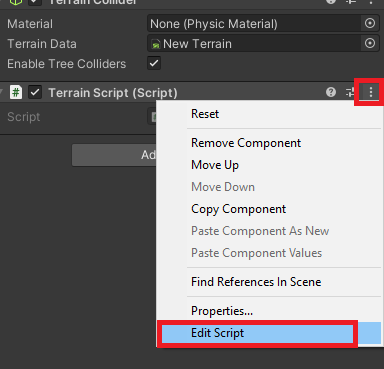 Terrain Collider
Material
None (Physic Material)
Terrain Data
New Terrain
Enable Tree Colliders
# Terrain Script (Script)
Script
Ad
Reset
Remove Component
Move Up
Move Down
Copy Component
Paste Component As New
Paste Component Values
Find References In Scene
Properties...
Edit Script